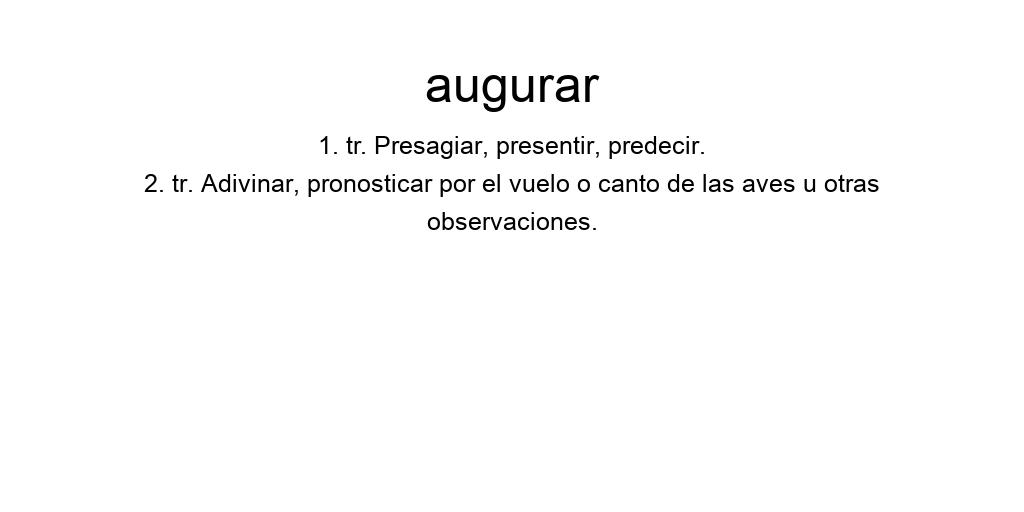 augurar
1. tr. Presagiar, presentir, predecir.
2. tr. Adivinar, pronosticar por el vuelo o canto de las aves u otras
observaciones.